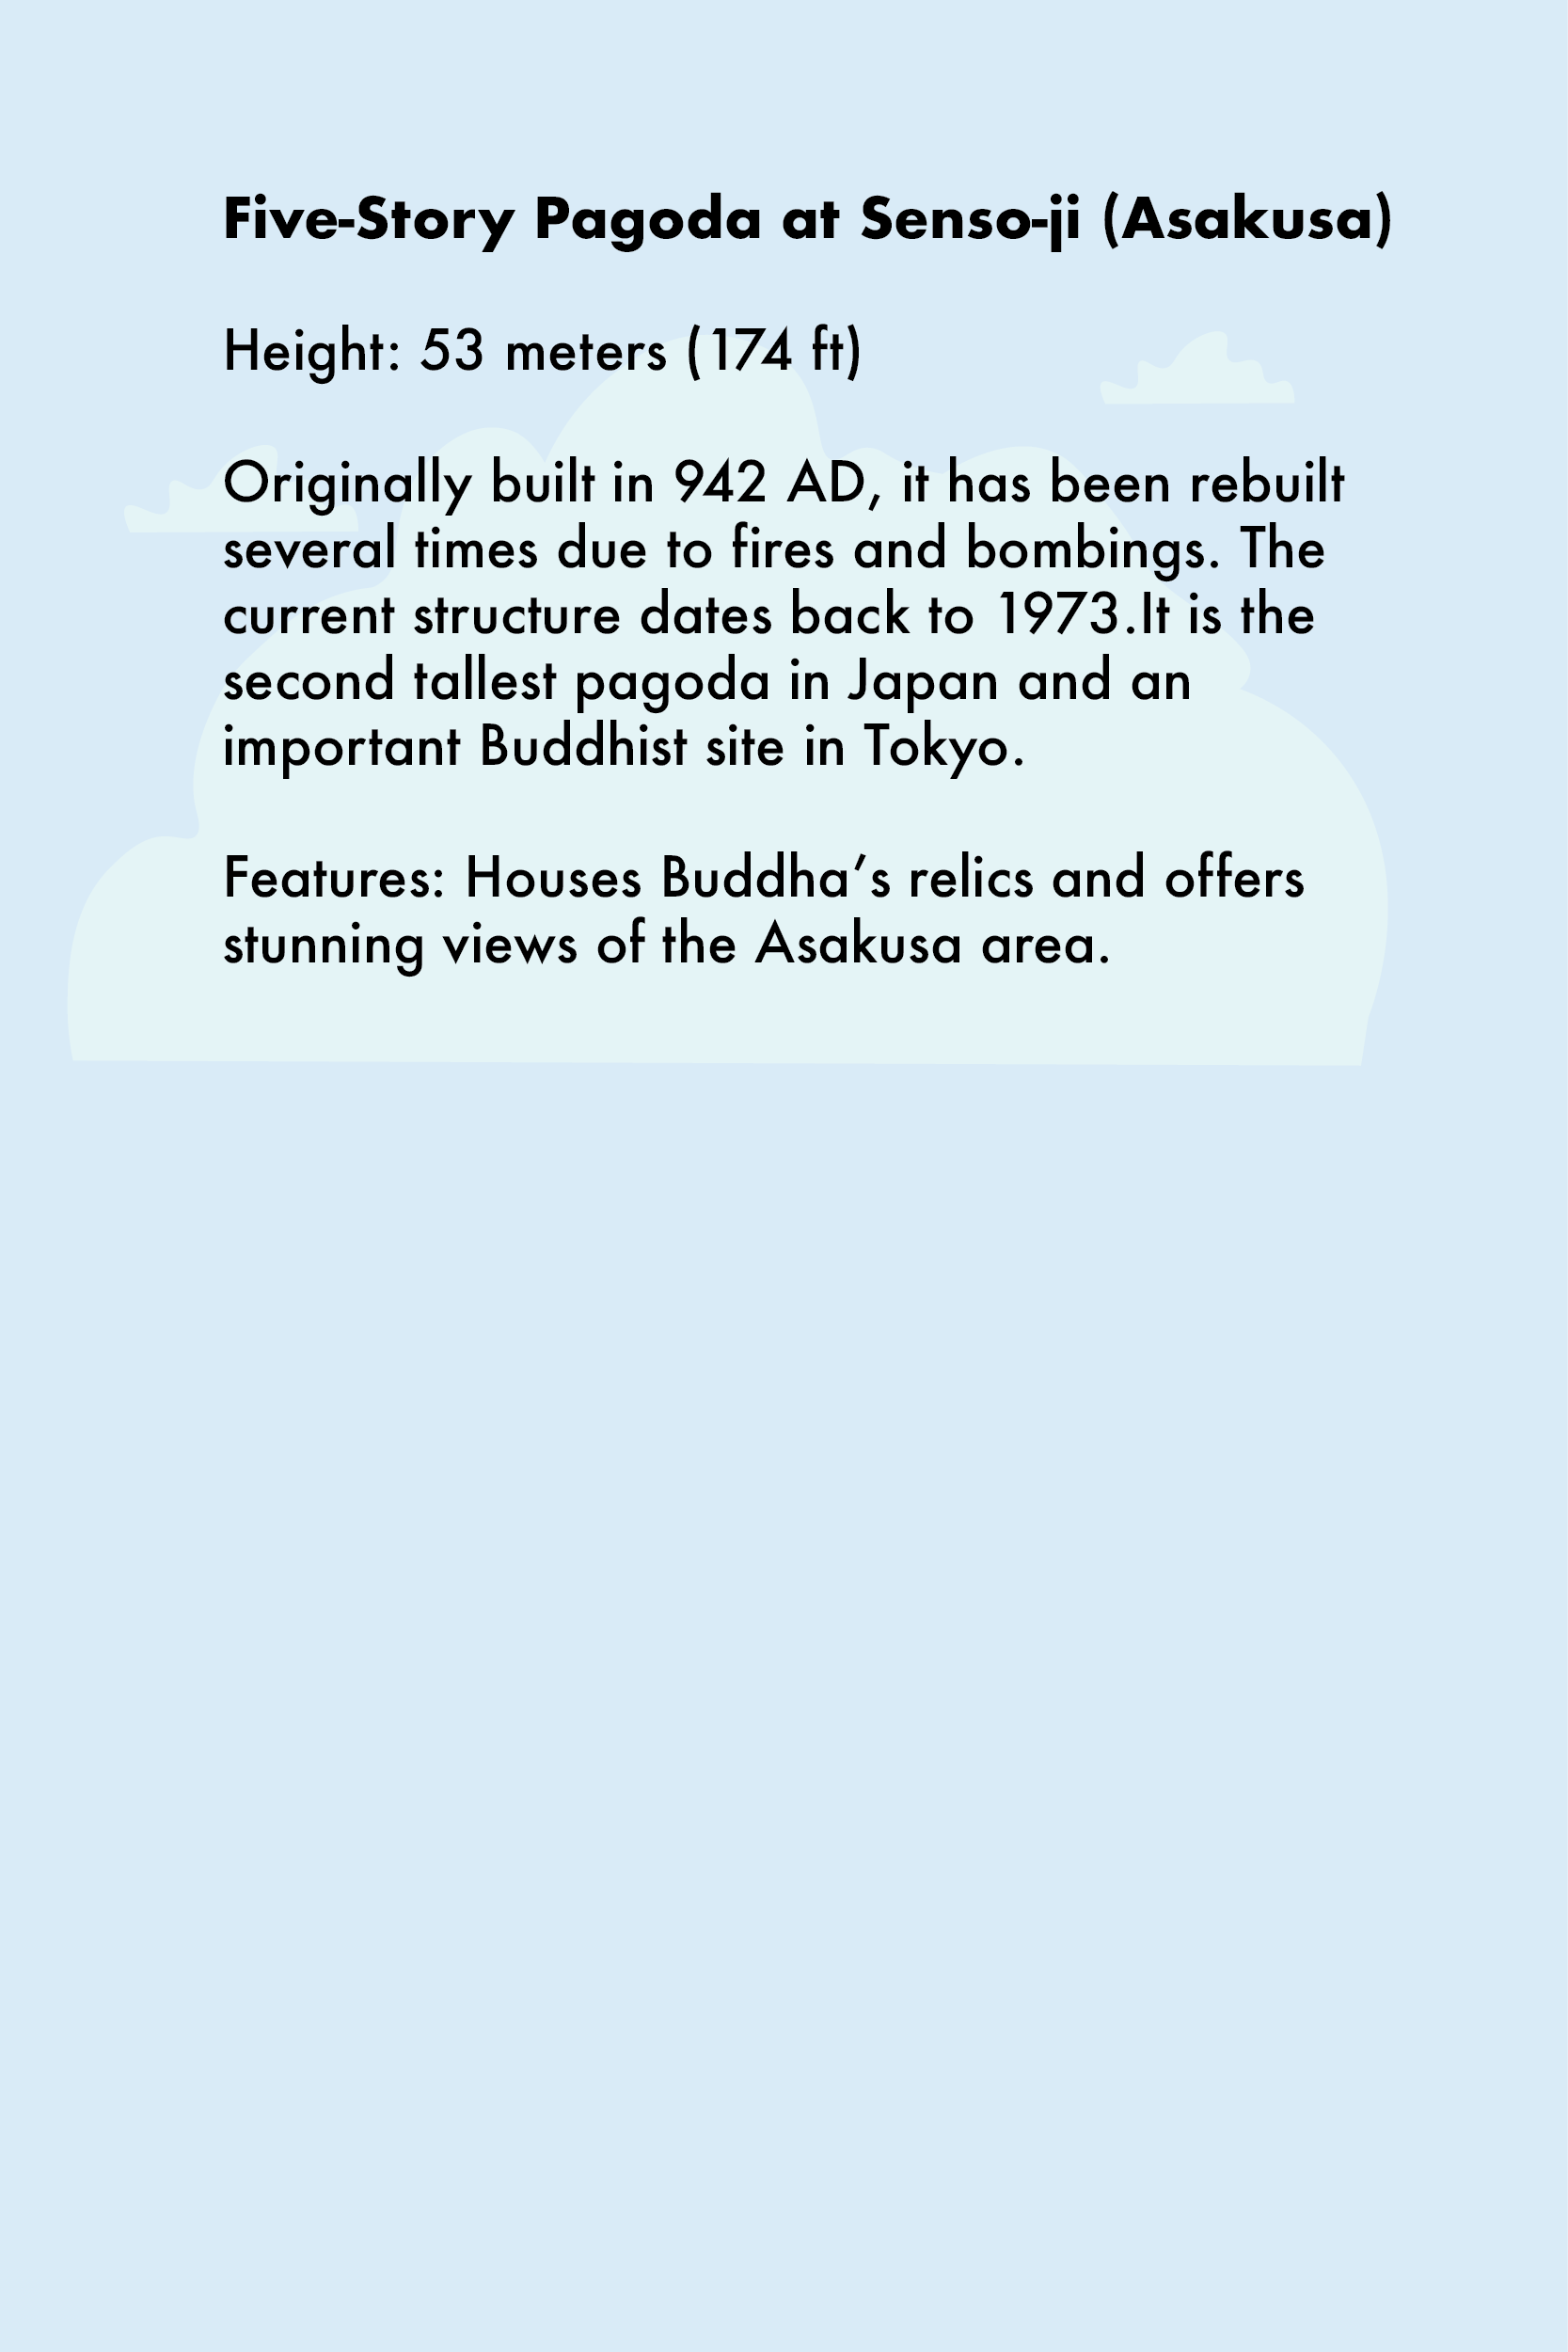 Five-Story Pagoda at Senso-ji (Asakusa)
Height: 53 meters (174 ft)
Originally built in 942 AD, it has been rebuilt
several times due to fires and bombings. The
current structure dates back to 1973.It is the
second tallest pagoda in Japan and an
important Buddhist site in Tokyo.
Features: Houses Buddha’s relics and offers
stunning views of the Asakusa area.